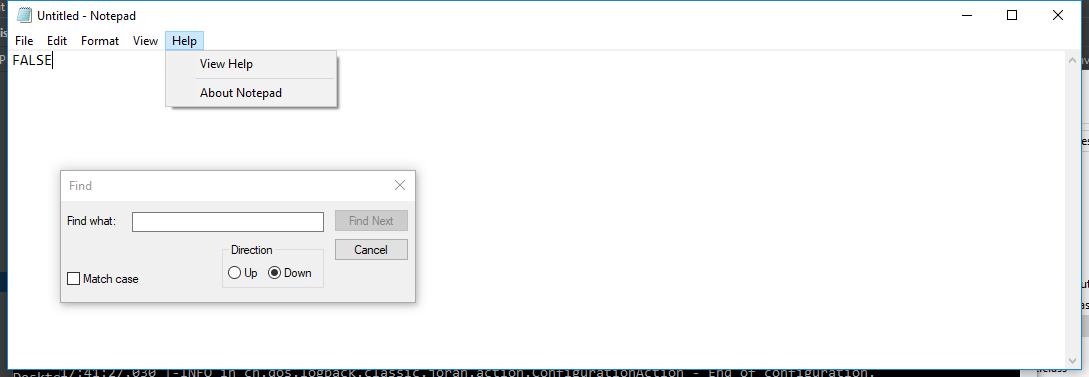 Untitled - Notepad
File Edit Format View Help
FALSE
View Help
About Notepad
Find
Find what:
Find Next
Cancel
Direction
Up Down
Match case
17:41:27.030 |-INFO in ch.qos.logback.classic.joran.action.ConfigurationAction - End of configuration.